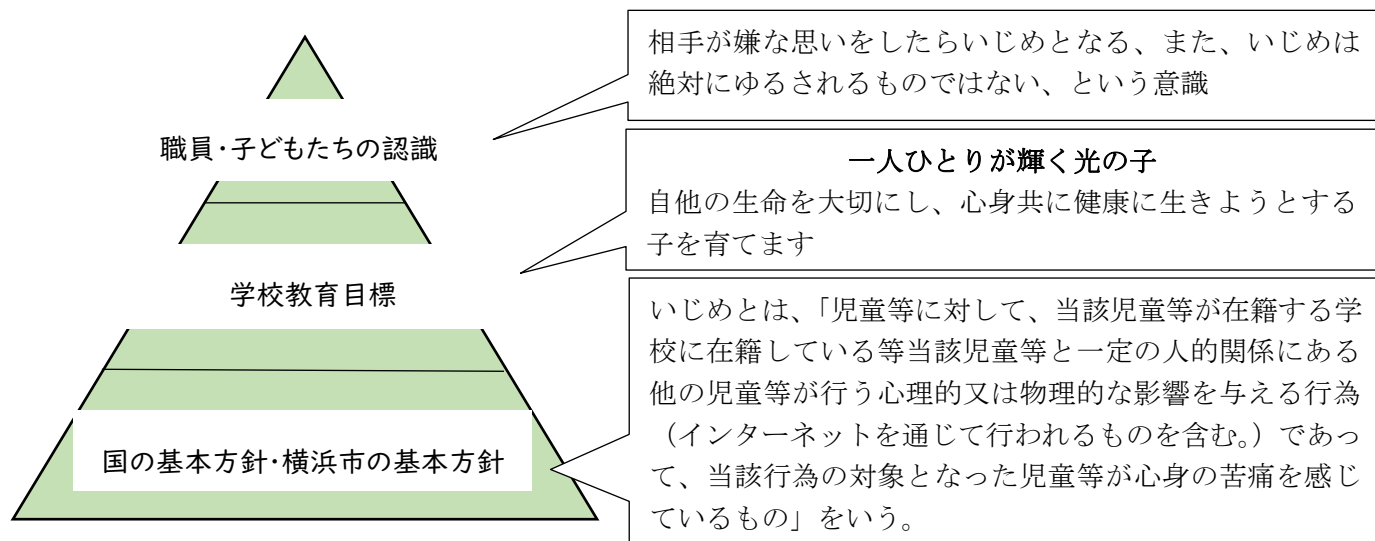 相手が嫌な思いをしたらいじめとなる、また、いじめは
絶対にゆるされるものではない、という意識
職員・子どもたちの認識
一人ひとりが輝く光の子
自他の生命を大切にし、心身共に健康に生きようとする
子を育てます
学校教育目標
いじめとは、「児童等に対して、当該児童等が在籍する学
校に在籍している等当該児童等と一定の人的関係にある
他の児童等が行う心理的又は物理的な影響を与える行為
（インターネットを通じて行われるものを含む。）であっ
て、当該行為の対象となった児童等が心身の苦痛を感じ
ているもの」をいう。
国の基本方針・横浜市の基本方針